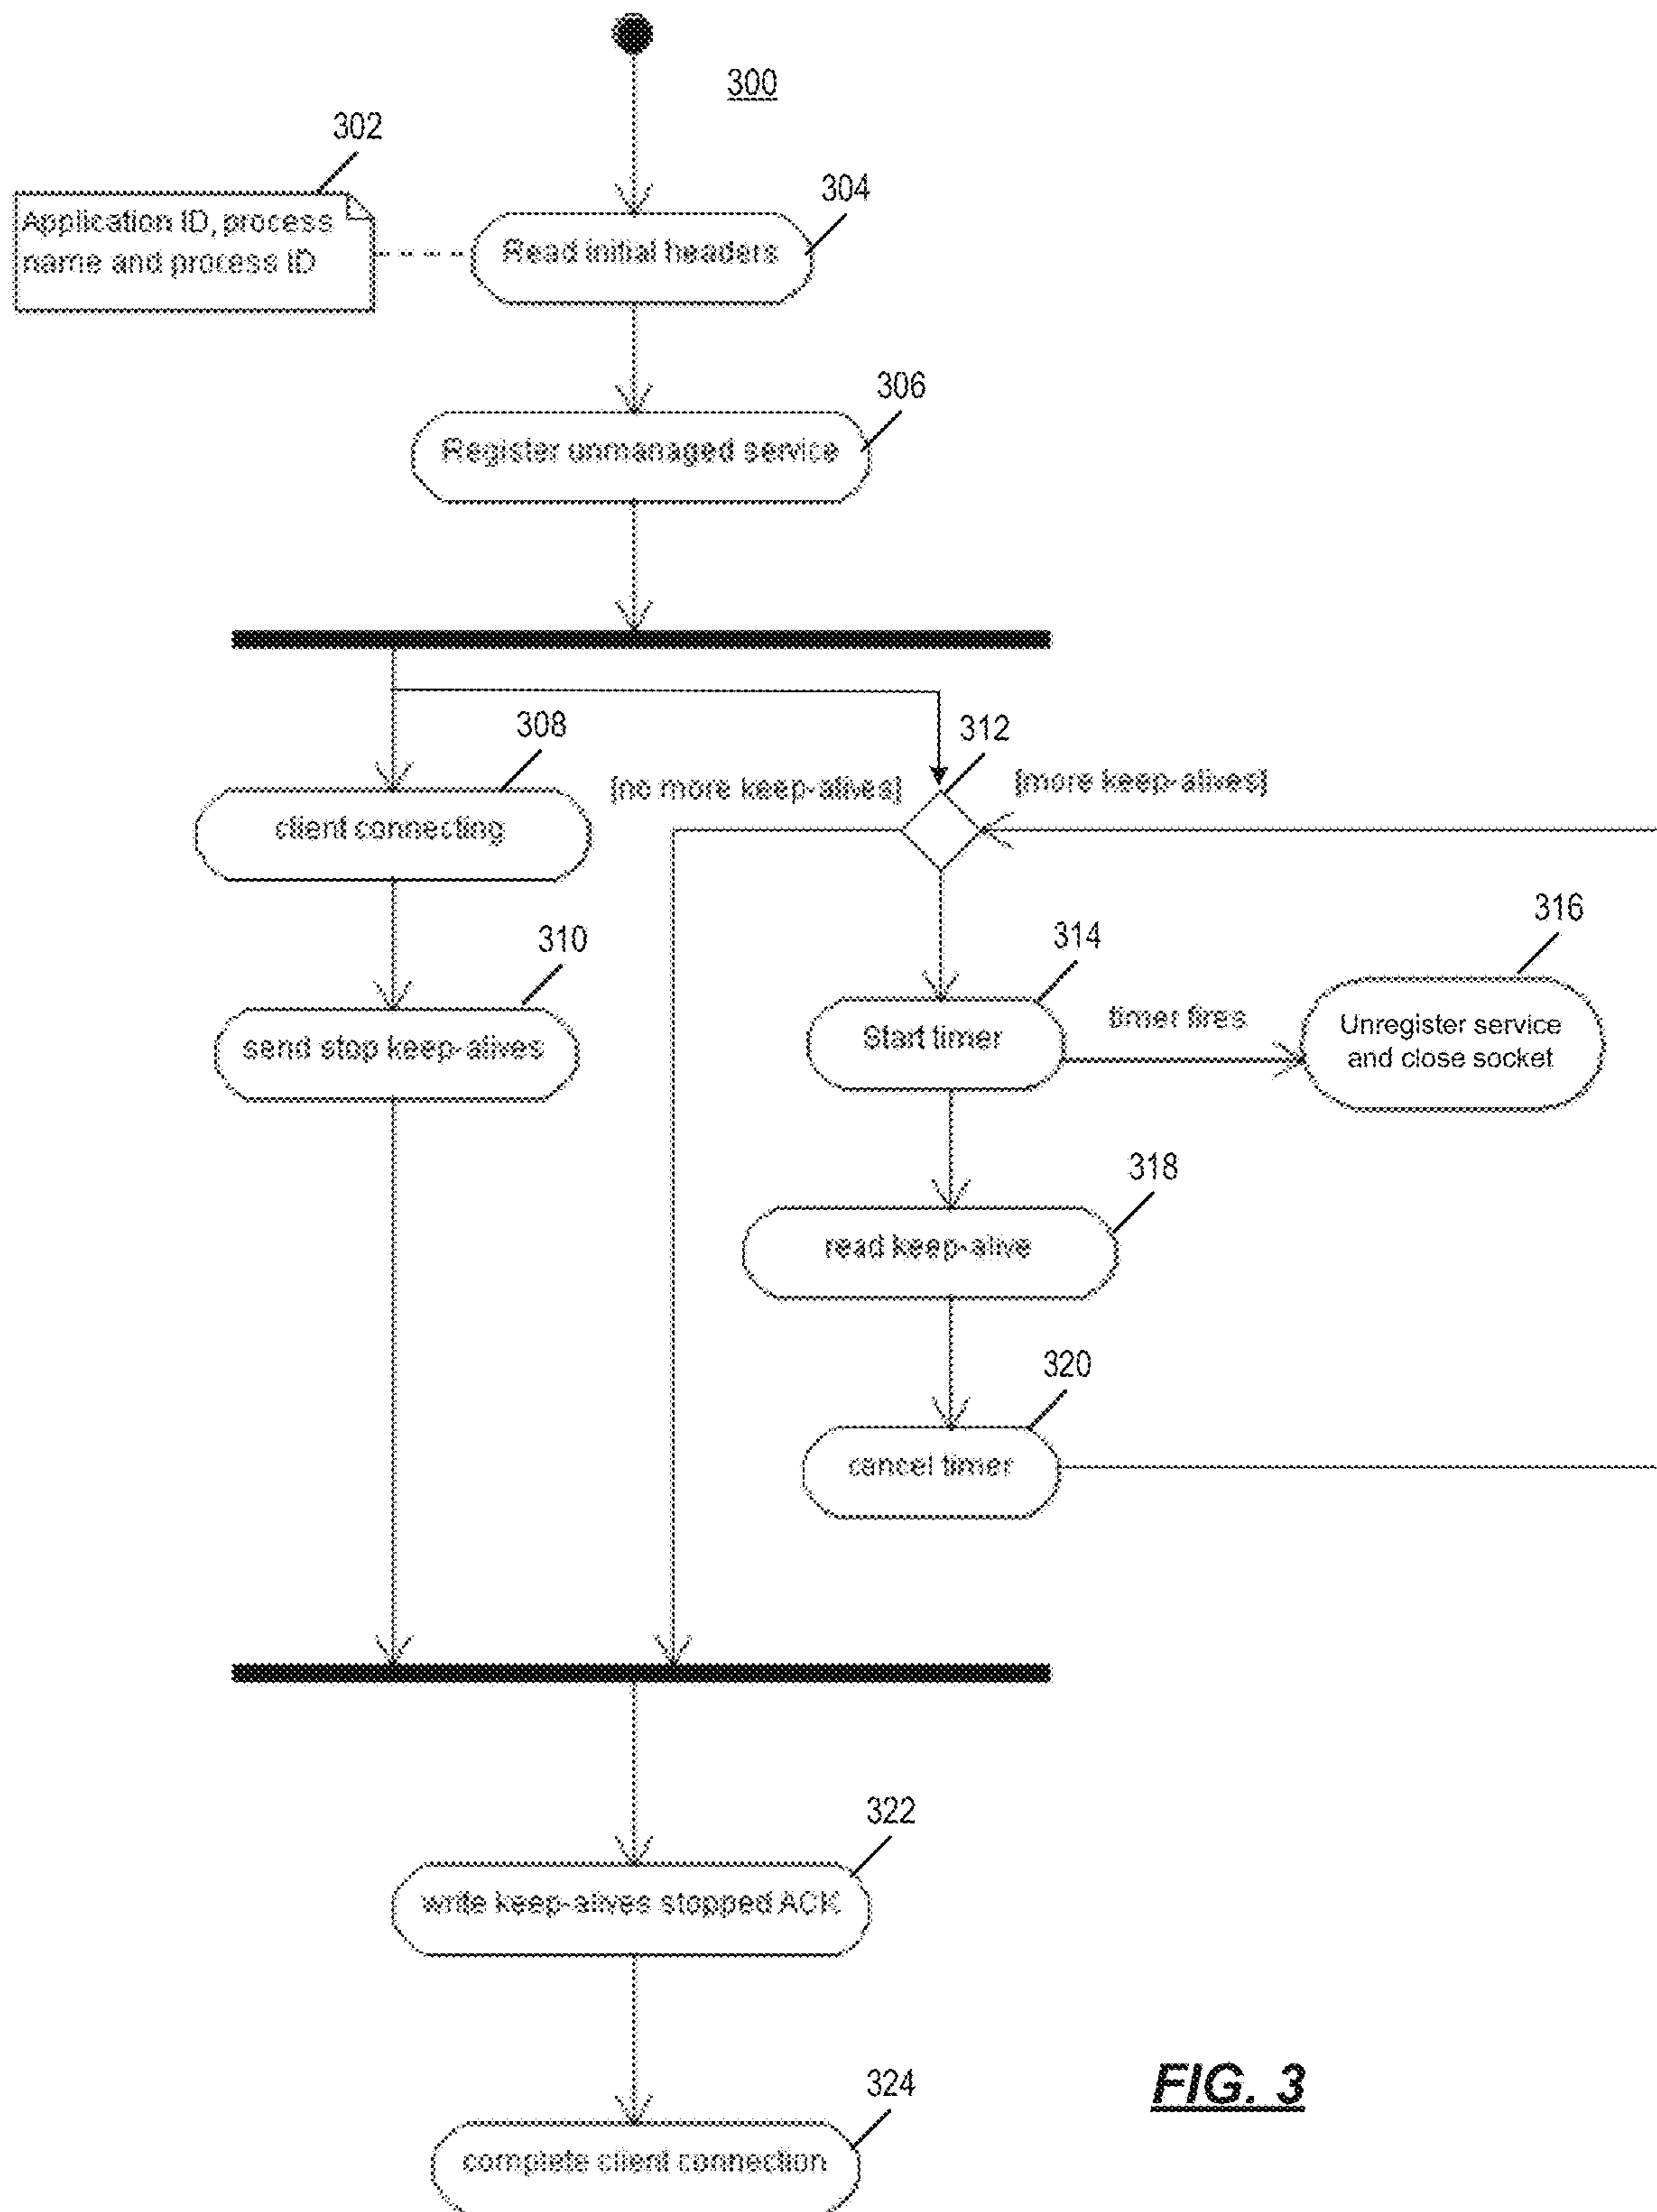 300
302
304
Application ID, process
name and process ID
Read initial headers
306
Register unmanaged service
308
312
[no more keep-alives]
[more keep-alives]
client connecting
310
314
316
send stop keep-alives
Start timer
timer fires
Unregister service
and close socket
318
read keep-alive
320
cancel timer
322
write keep-alives stopped ACK
324
complete client connection
FIG. 3